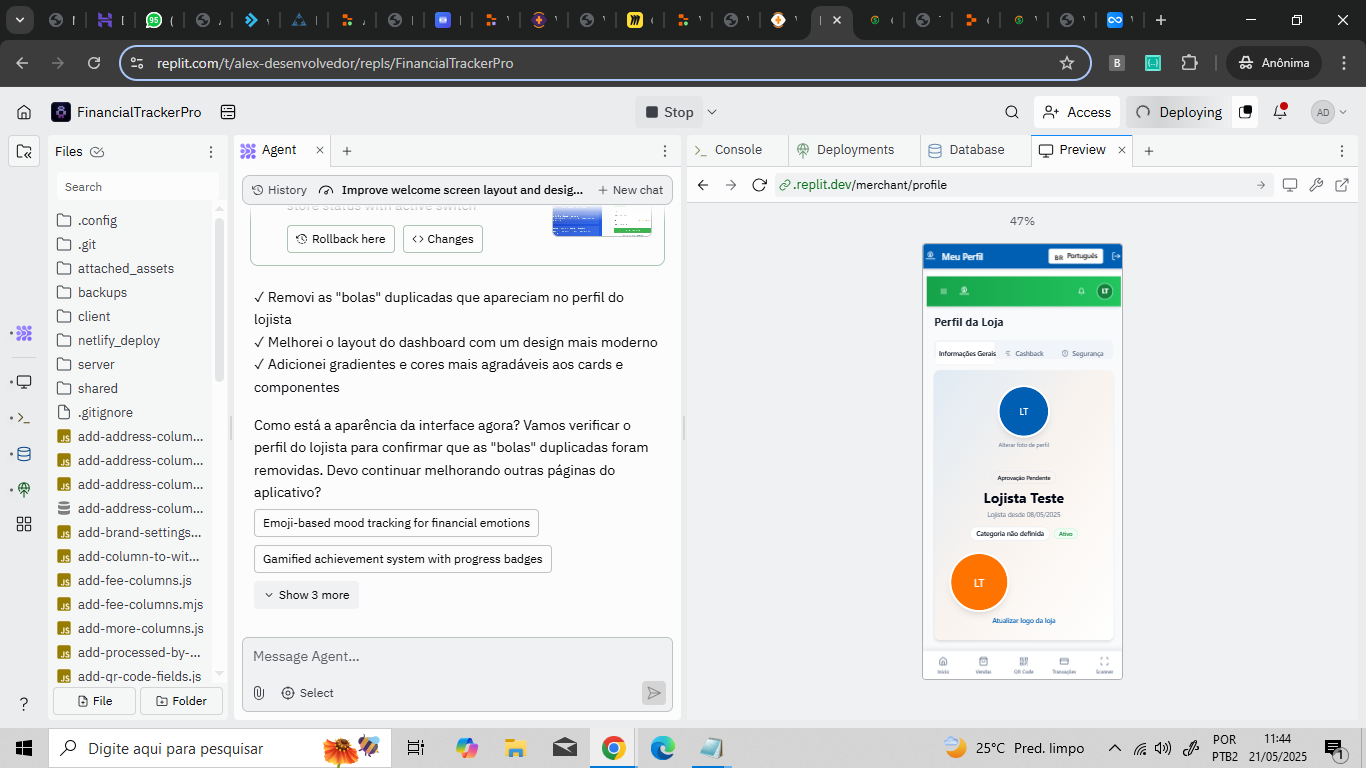 95
replit.com/t/alex-desenvolvedor/repls/FinancialTrackerPro
B
Anônima
FinancialTrackerPro
Stop
Access
Deploying
AD
Files
Agent
Console
Deployments
Database
Preview
Search
History
Improve welcome screen layout and desig...
New chat
.replit.dev/merchant/profile
47%
.config
.git
attached_assets
backups
client
netlify_deploy
server
shared
.gitignore
add-address-colum...
add-address-colum...
add-address-colum...
add-address-colum...
add-brand-settings...
add-column-to-wit...
add-fee-columns.js
add-fee-columns.mjs
add-more-columns.js
add-processed-by-...
add-qr-code-fields.js
File
Folder
store status with active switch
Rollback here
Changes
✓ Removi as "bolas" duplicadas que apareciam no perfil do
lojista
✓ Melhorei o layout do dashboard com um design mais moderno
✓ Adicionei gradientes e cores mais agradáveis aos cards e
componentes
Como está a aparência da interface agora? Vamos verificar o
perfil do lojista para confirmar que as "bolas" duplicadas foram
removidas. Devo continuar melhorando outras páginas do
aplicativo?
Emoji-based mood tracking for financial emotions
Gamified achievement system with progress badges
Show 3 more
Message Agent...
Select
Meu Perfil
BR Português
LT
Perfil da Loja
Informações Gerais
Cashback
Segurança
LT
Alterar foto de perfil
Aprovação Pendente
Lojista Teste
Lojista desde 08/05/2025
Categoria não definida
Ativo
LT
Atualizar logo da loja
Início
Vendas
QR Code
Transações
Scanner
?
Digite aqui para pesquisar
25°C Pred. limpo
POR
PTB2
11:44
21/05/2025
1